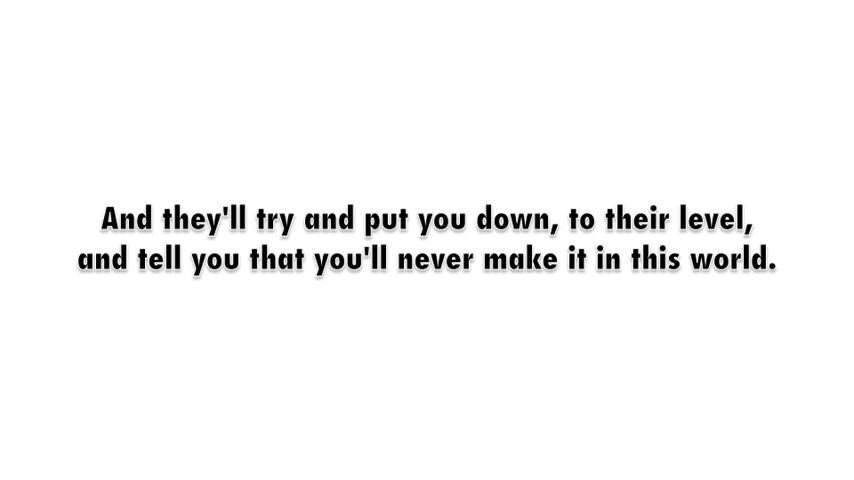 And they'll try and put you down, to their level,
and tell you that you'll never make it in this world.